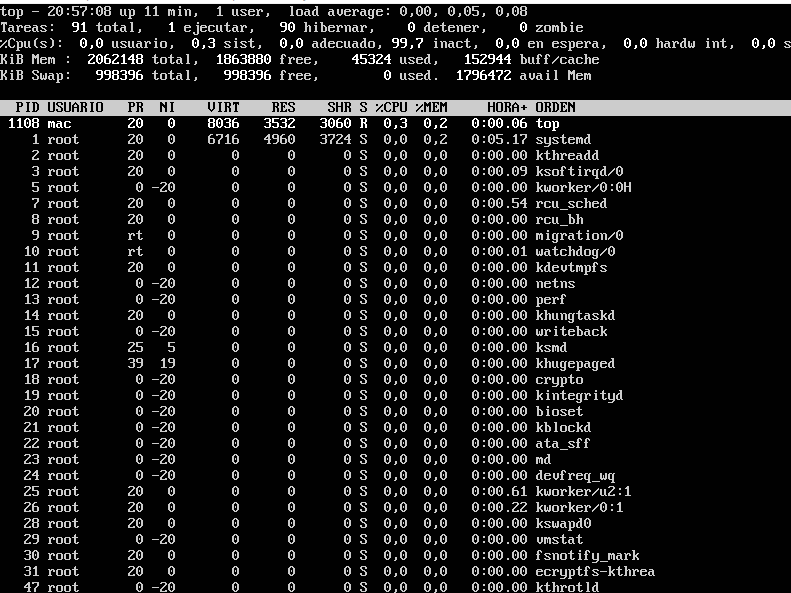 top - 20:57:08 up 11 min,  1 user,  load average: 0,00, 0,05, 0,08
Tareas:  91 total,   1 ejecutar,   90 hibernar,    0 detener,    0 zombie
%Cpu(s):  0,0 usuario,  0,3 sist,  0,0 adecuado, 99,7 inact,  0,0 en espera,  0,0 hardw int,  0,0 s
KiB Mem :  2062148 total,  1863880 free,    45324 used,   152944 buff/cache
KiB Swap:   998396 total,   998396 free,        0 used.  1796472 avail Mem
PID USUARIO   PR  NI    VIRT    RES    SHR S %CPU %MEM     HORA+ ORDEN
1108 mac       20   0    8036   3532   3060 R  0,3  0,2   0:00.06 top
1 root      20   0    6716   4960   3724 S  0,0  0,2   0:05.17 systemd
2 root      20   0       0      0      0 S  0,0  0,0   0:00.00 kthreadd
3 root      20   0       0      0      0 S  0,0  0,0   0:00.09 ksoftirqd/0
5 root       0 -20       0      0      0 S  0,0  0,0   0:00.00 kworker/0:0H
7 root      20   0       0      0      0 S  0,0  0,0   0:00.54 rcu_sched
8 root      20   0       0      0      0 S  0,0  0,0   0:00.00 rcu_bh
9 root      rt   0       0      0      0 S  0,0  0,0   0:00.00 migration/0
10 root      rt   0       0      0      0 S  0,0  0,0   0:00.01 watchdog/0
11 root      20   0       0      0      0 S  0,0  0,0   0:00.00 kdevtmpfs
12 root       0 -20       0      0      0 S  0,0  0,0   0:00.00 netns
13 root       0 -20       0      0      0 S  0,0  0,0   0:00.00 perf
14 root      20   0       0      0      0 S  0,0  0,0   0:00.00 khungtaskd
15 root       0 -20       0      0      0 S  0,0  0,0   0:00.00 writeback
16 root      25   5       0      0      0 S  0,0  0,0   0:00.00 ksmd
17 root      39  19       0      0      0 S  0,0  0,0   0:00.00 khugepaged
18 root       0 -20       0      0      0 S  0,0  0,0   0:00.00 crypto
19 root       0 -20       0      0      0 S  0,0  0,0   0:00.00 kintegrityd
20 root       0 -20       0      0      0 S  0,0  0,0   0:00.00 bioset
21 root       0 -20       0      0      0 S  0,0  0,0   0:00.00 kblockd
22 root       0 -20       0      0      0 S  0,0  0,0   0:00.00 ata_sff
23 root       0 -20       0      0      0 S  0,0  0,0   0:00.00 md
24 root       0 -20       0      0      0 S  0,0  0,0   0:00.00 devfreq_wq
25 root      20   0       0      0      0 S  0,0  0,0   0:00.61 kworker/u2:1
26 root      20   0       0      0      0 S  0,0  0,0   0:00.22 kworker/0:1
28 root      20   0       0      0      0 S  0,0  0,0   0:00.00 kswapd0
29 root       0 -20       0      0      0 S  0,0  0,0   0:00.00 vmstat
30 root      20   0       0      0      0 S  0,0  0,0   0:00.00 fsnotify_mark
31 root      20   0       0      0      0 S  0,0  0,0   0:00.00 ecryptfs-kthrea
47 root       0 -20       0      0      0 S  0,0  0,0   0:00.00 kthrotld